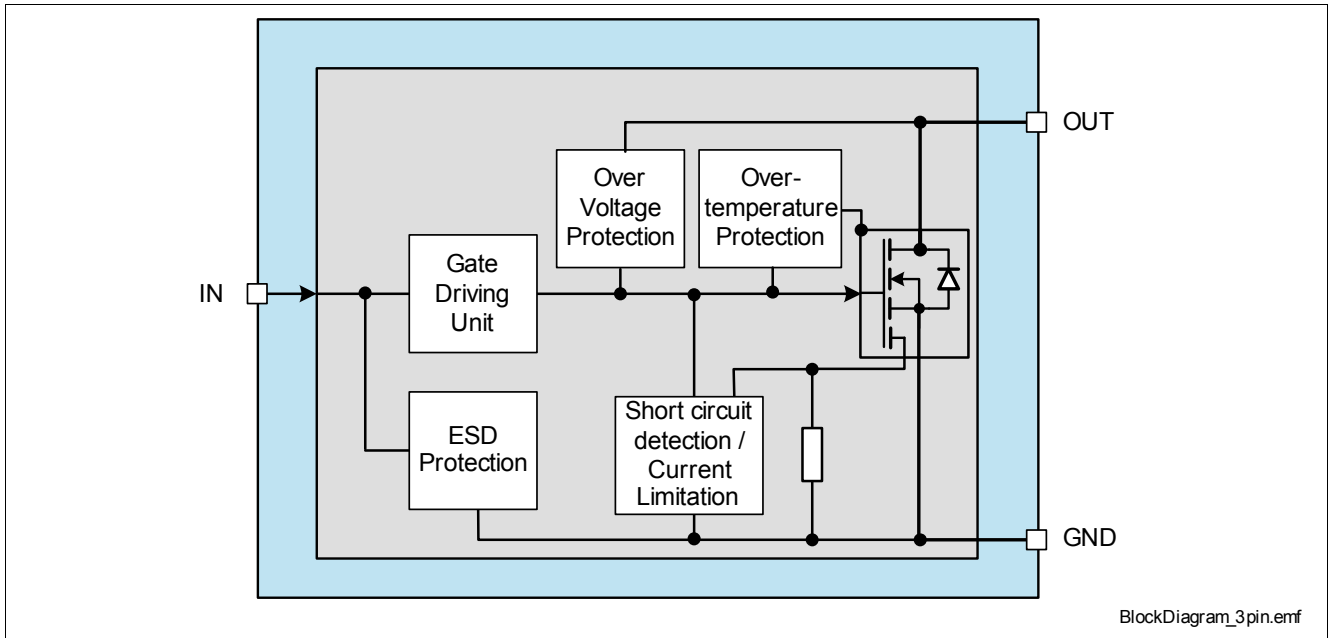 OUT
Over
Voltage
Protection
Over-
temperature
Protection
Gate
Driving
Unit
IN
ESD
Protection
Short circuit
detection /
Current
Limitation
GND
BlockDiagram_3pin.emf